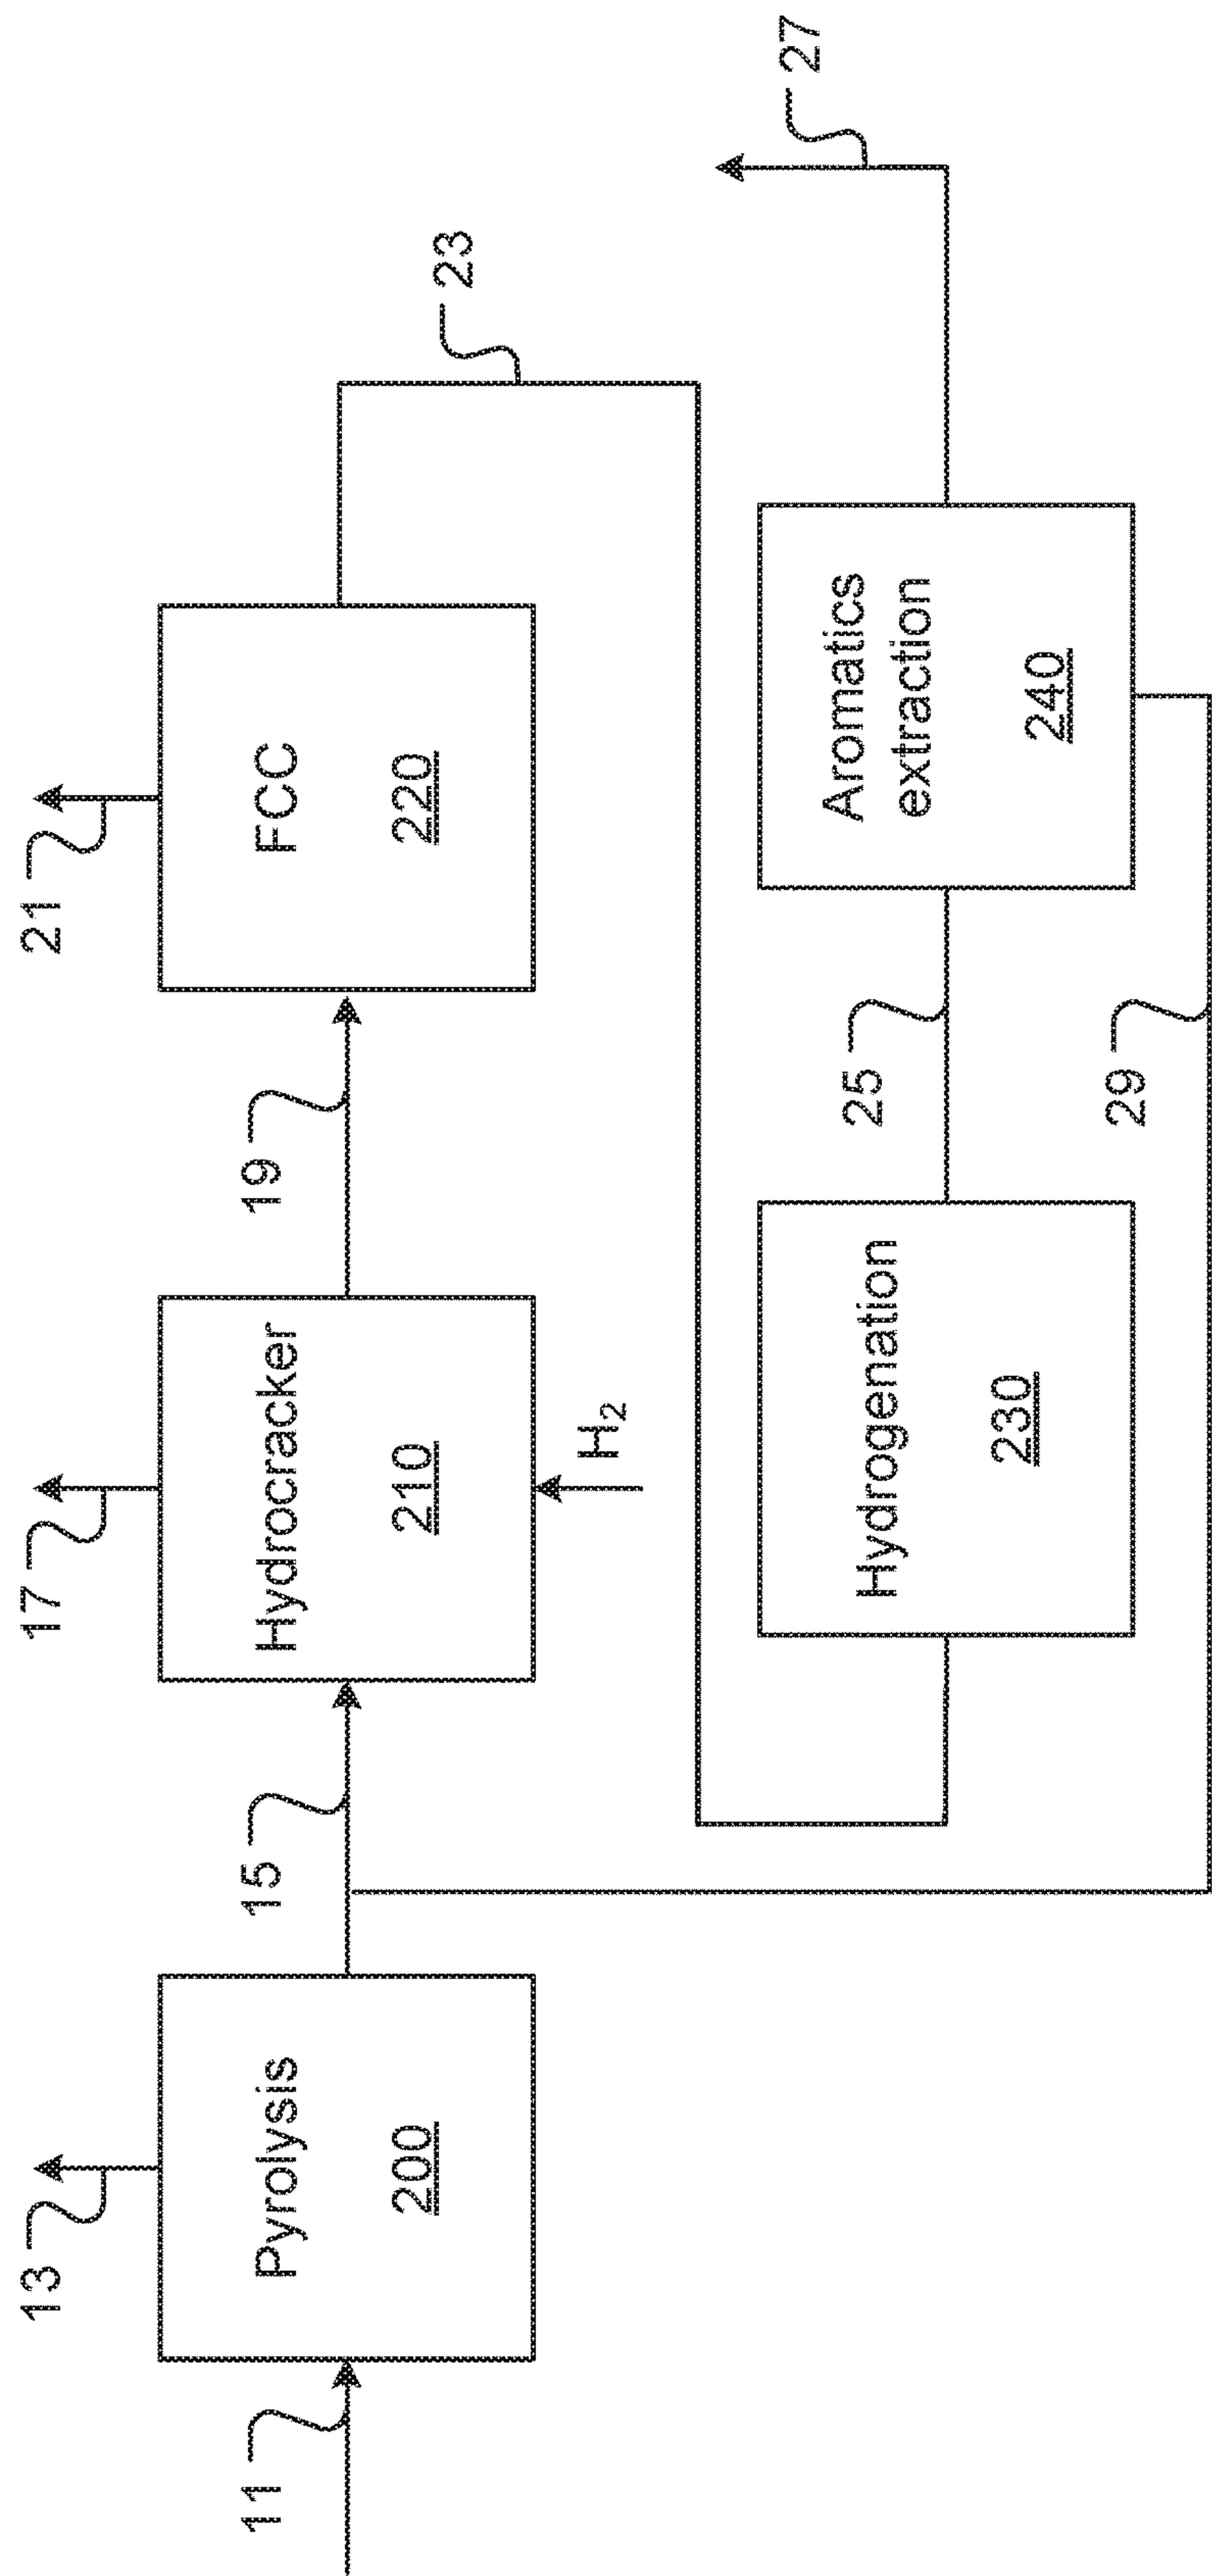 13
17
21
11
Pyrolysis
200
15
Hydrocracker
210
H2
19
FCC
220
23
Hydrogenation
230
25
Aromatics
extraction
240
27
29